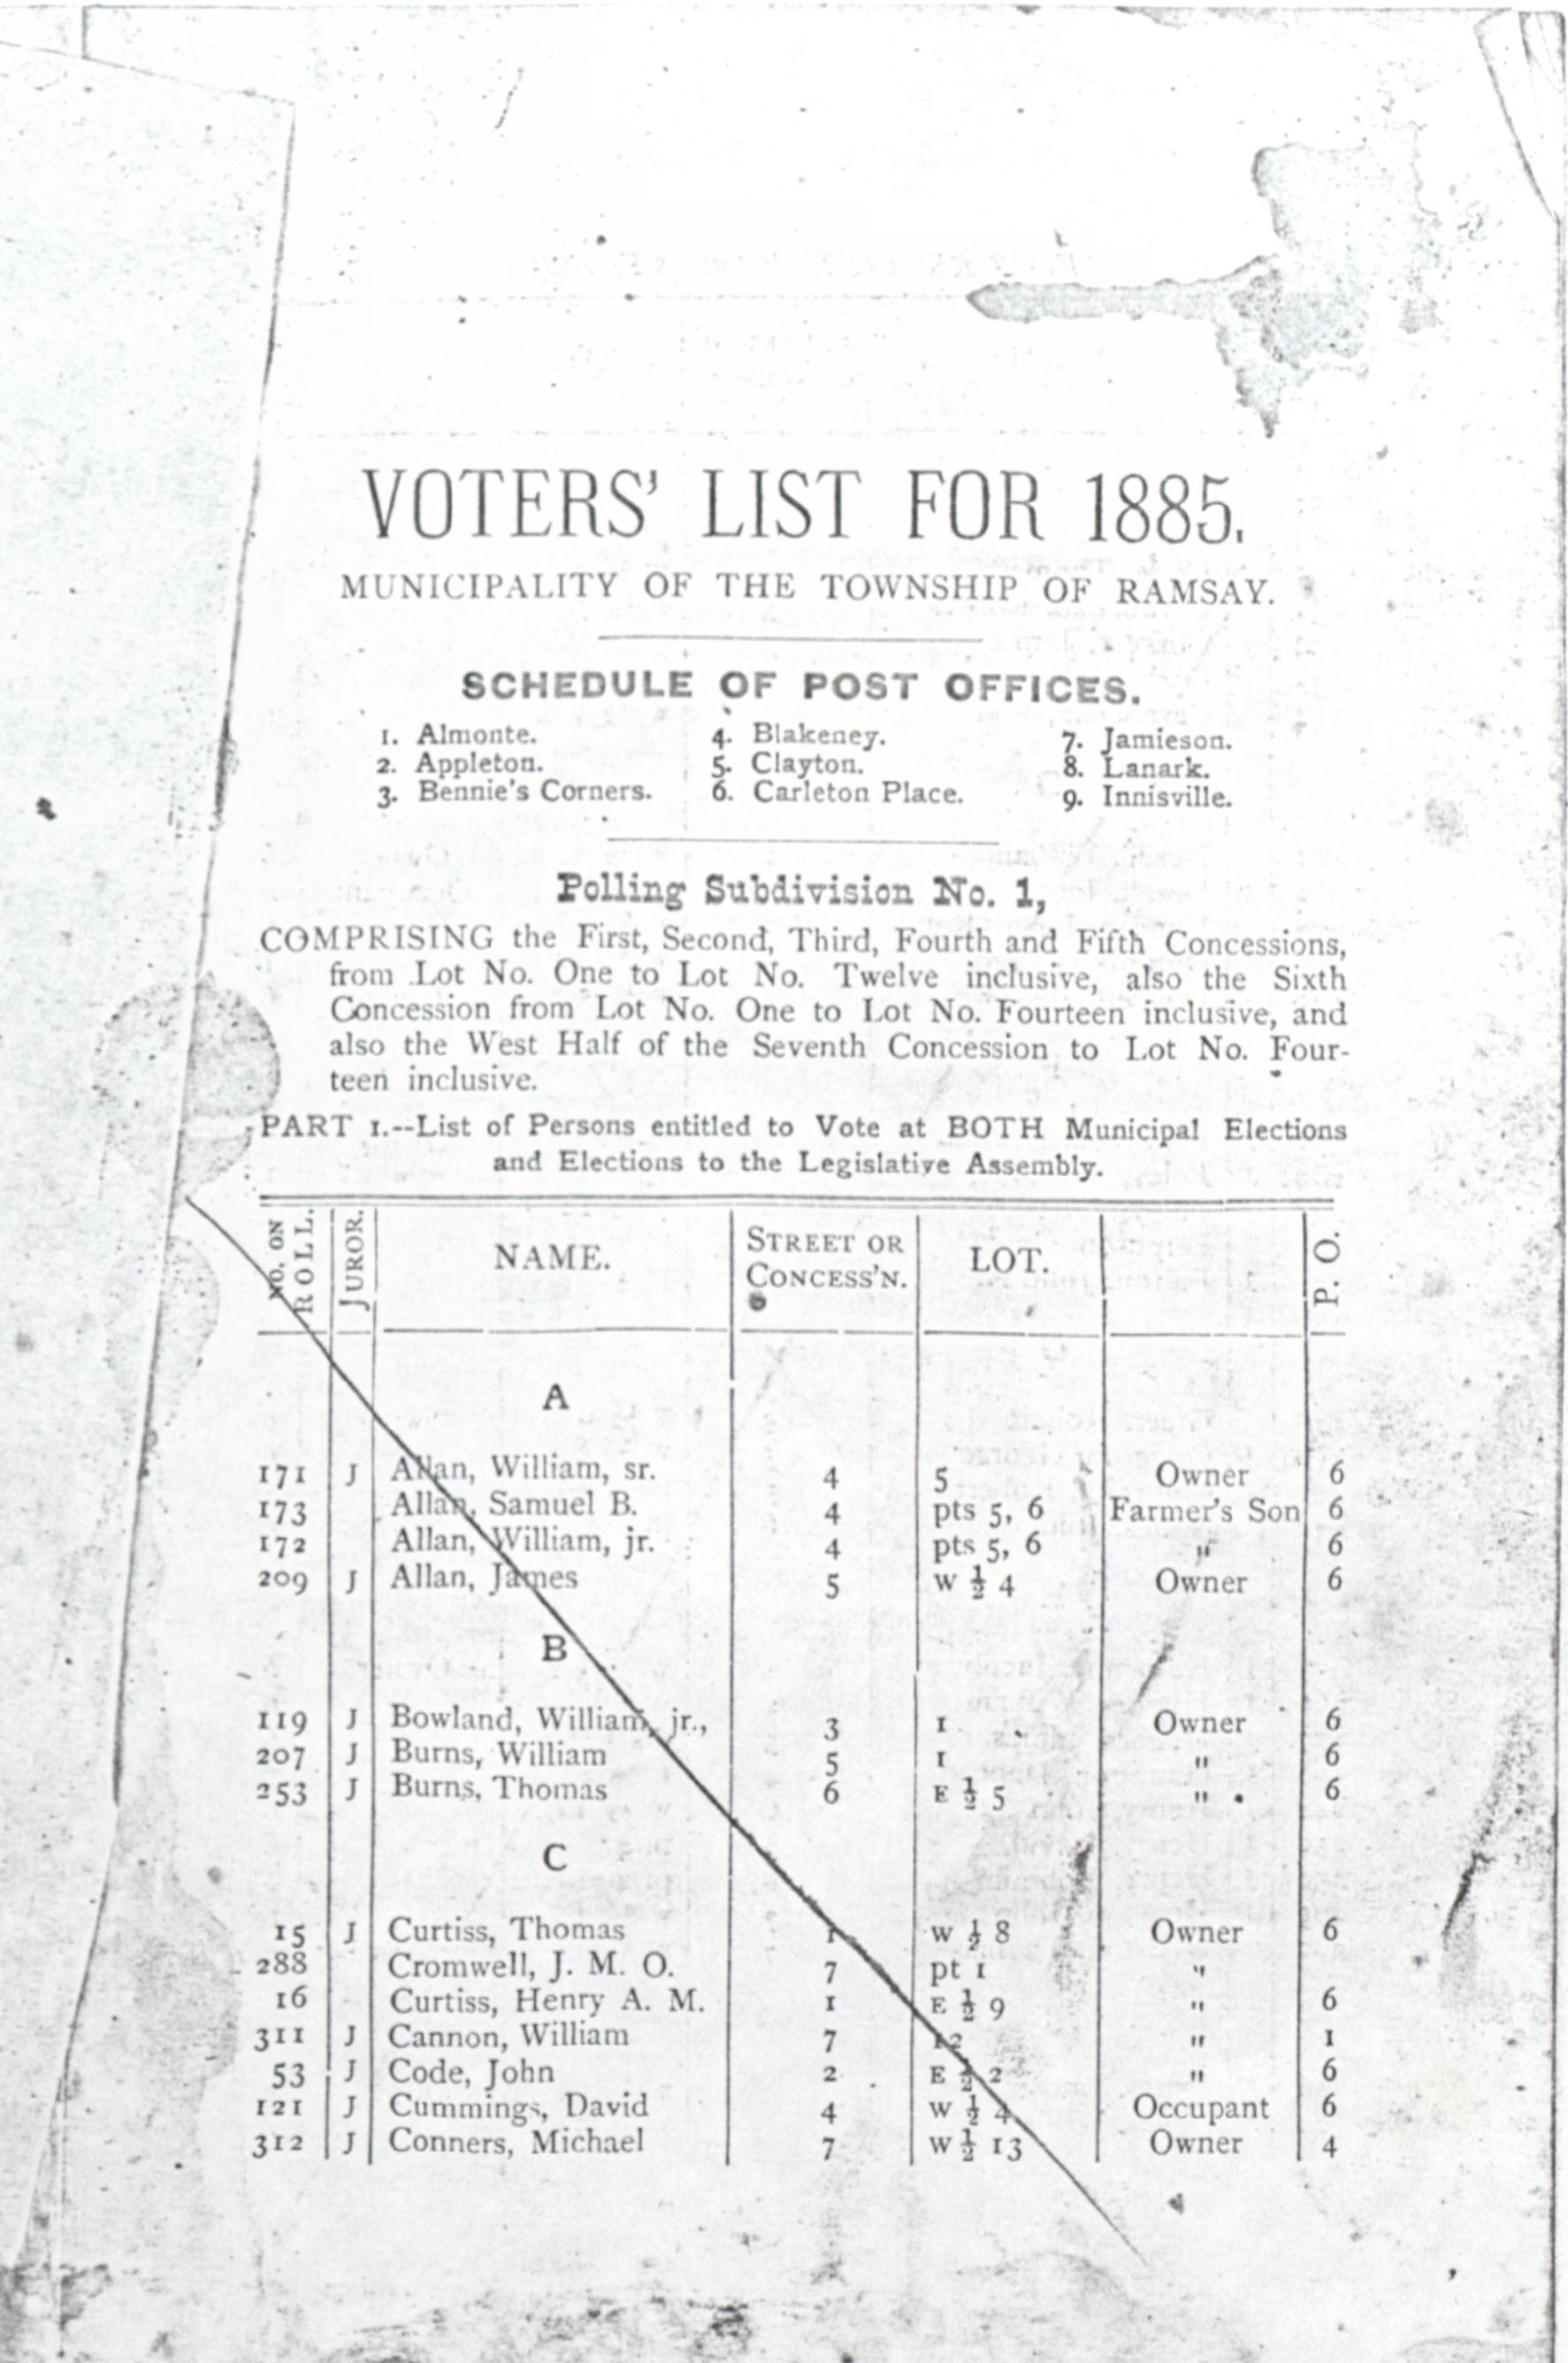 VOTERS' LIST FOR 1885.
MUNICIPALITY OF THE TOWNSHIP OF RAMSAY.
SCHEDULE OF POST OFFICES.
1. Almonte. 4. Blakeney. 7. Jamieson.
2. Appleton. 5. Clayton. 8. Lanark.
3. Bennie's Corners. 6. Carleton Place. 9. Innisville.
Polling Subdivision No. 1,
COMPRISING the First, Second, Third, Fourth and Fifth Concessions,
from Lot No. One to Lot No. Twelve inclusive, also the Sixth
Concession from Lot No. One to Lot No. Fourteen inclusive, and
also the West Half of the Seventh Concession to Lot No. Four-
teen inclusive.
PART 1.--List of Persons entitled to Vote at BOTH Municipal Elections
and Elections to the Legislative Assembly.
NO. ON ROLL. JUROR. NAME. STREET OR CONCESS'N. LOT. P. O.
A
171 J Allan, William, sr. 4 5 Owner 6
173 Allan, Samuel B. 4 pts 5, 6 Farmer's Son 6
172 Allan, William, jr. 4 pts 5, 6 " 6
209 J Allan, James 5 W ½ 4 Owner 6
B
119 J Bowland, William, jr., 3 1 Owner 6
207 J Burns, William 5 1 " 6
253 J Burns, Thomas 6 E ½ 5 " 6
C
15 J Curtiss, Thomas 1 W ½ 8 Owner 6
288 Cromwell, J. M. O. 7 pt 1 "
16 Curtiss, Henry A. M. 1 E ½ 9 " 6
311 J Cannon, William 7 12 " 1
53 J Code, John 2 E ½ 2 " 6
121 J Cummings, David 4 W ½ 4 Occupant 6
312 J Conners, Michael 7 W ½ 13 Owner 4